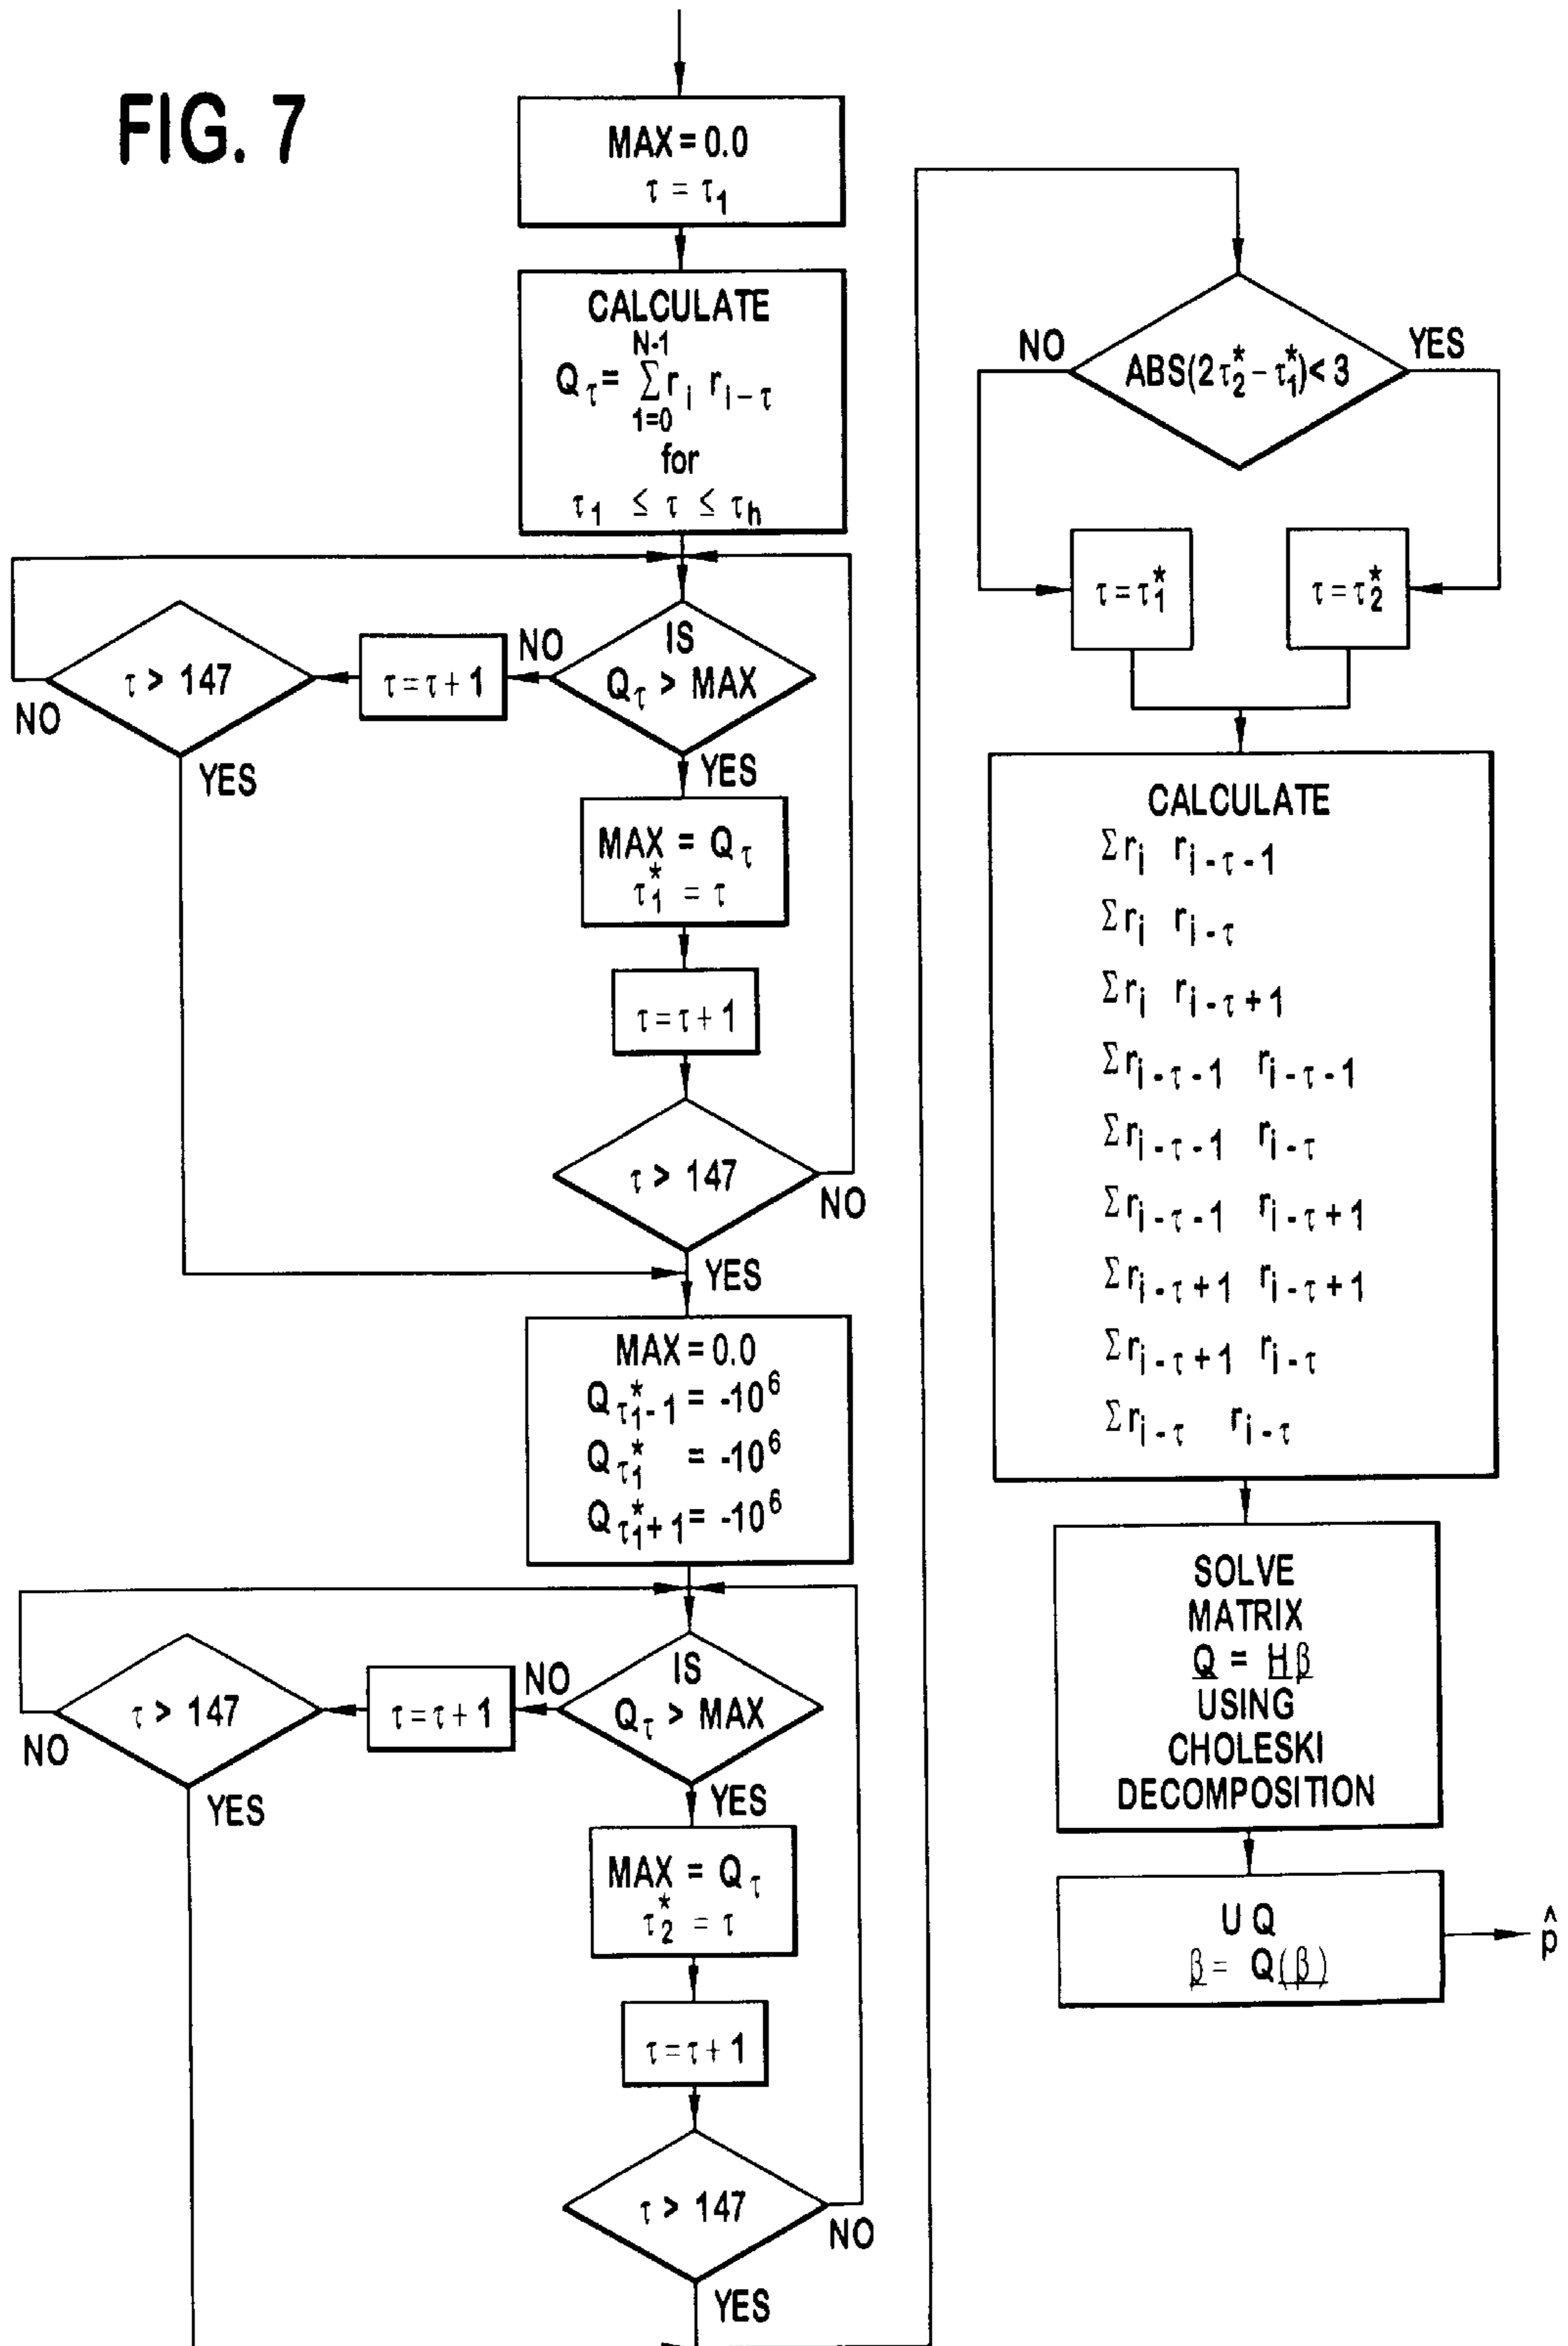 FIG. 7
MAX = 0.0
τ = τ1
CALCULATE
N-1
Qτ = Σ ri ri-τ
1=0
for
τ1 ≤ τ ≤ τh
IS
Qτ > MAX
NO
τ = τ + 1
τ > 147
NO
YES
YES
MAX = Qτ
τ1* = τ
τ = τ + 1
τ > 147
NO
YES
MAX = 0.0
Qτ1*-1 = -10^6
Qτ1* = -10^6
Qτ1*+1 = -10^6
IS
Qτ > MAX
NO
τ = τ + 1
τ > 147
NO
YES
YES
MAX = Qτ
τ2* = τ
τ = τ + 1
τ > 147
NO
YES
NO
ABS(2τ2* - τ1*) < 3
YES
τ = τ1*
τ = τ2*
CALCULATE
Σri ri-τ-1
Σri ri-τ
Σri ri-τ+1
Σri-τ-1 ri-τ-1
Σri-τ-1 ri-τ
Σri-τ-1 ri-τ+1
Σri-τ+1 ri-τ+1
Σri-τ+1 ri-τ
Σri-τ ri-τ
SOLVE
MATRIX
Q = Hβ
USING
CHOLESKI
DECOMPOSITION
U Q
β = Q(β)
p̂